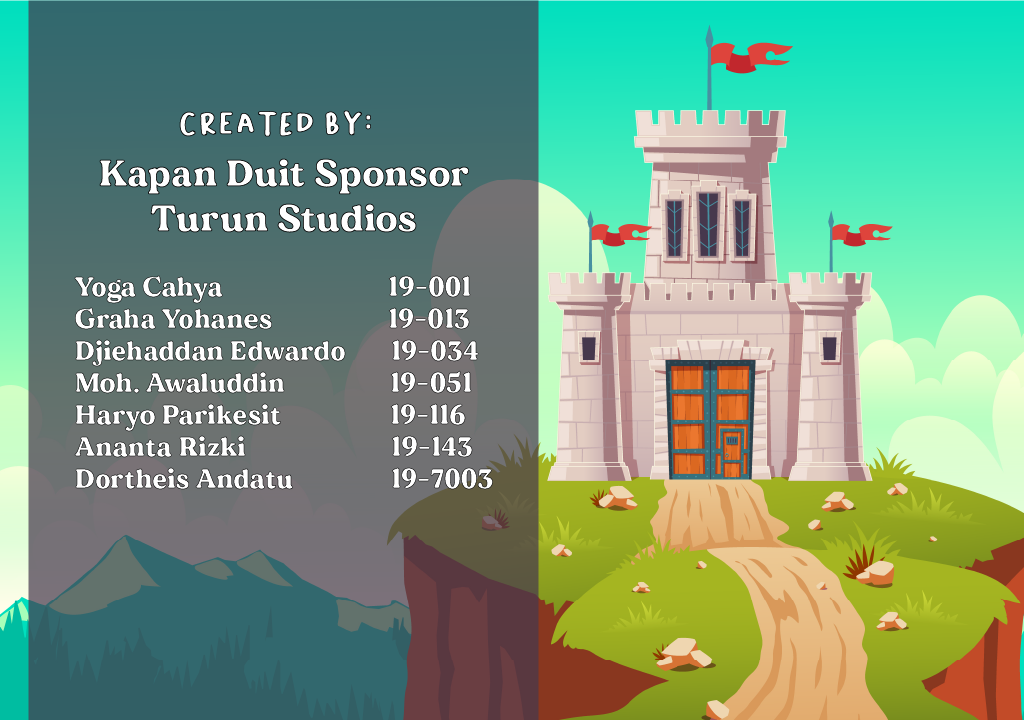 CREATED BY:
Kapan Duit Sponsor
Turun Studios
Yoga Cahya 19-001
Graha Yohanes 19-013
Djiehaddan Edwardo 19-034
Moh. Awaluddin 19-051
Haryo Parikesit 19-116
Ananta Rizki 19-143
Dortheis Andatu 19-7003